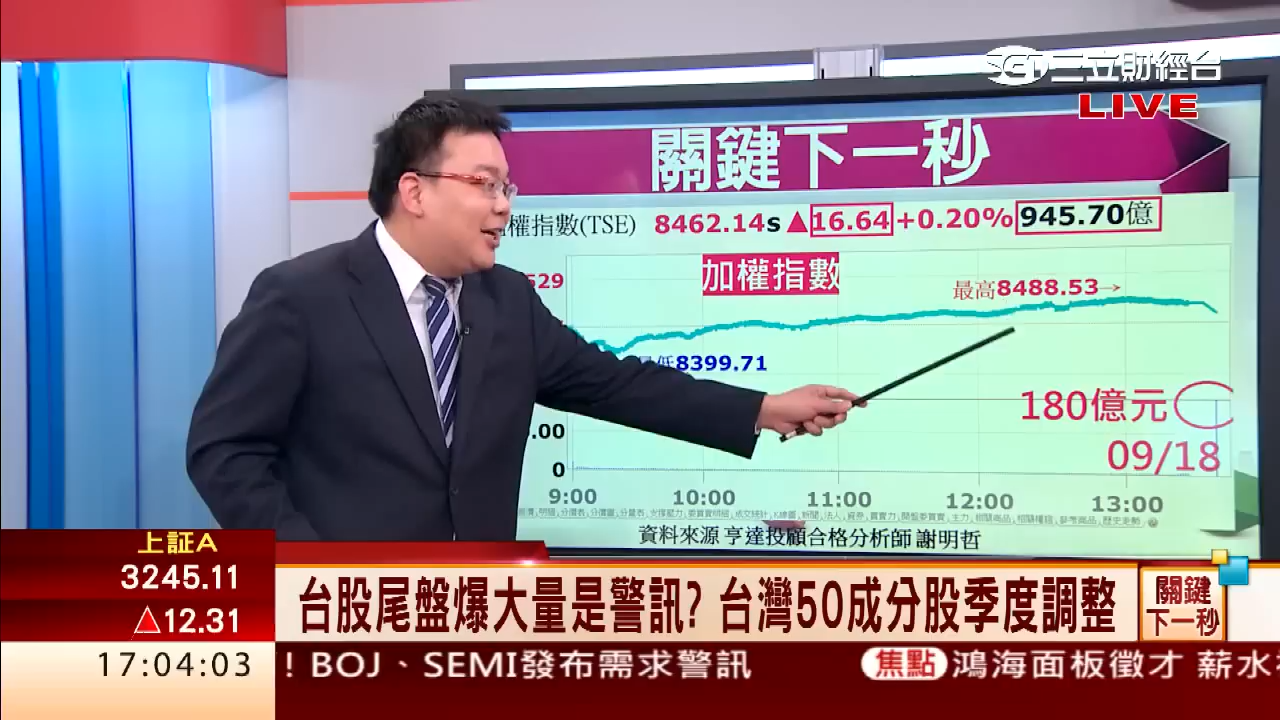 三立財經台
LIVE
關鍵下一秒
權指數(TSE) 8462.14s▲16.64+0.20% 945.70億
529
加權指數
最高8488.53→
最低8399.71
180億元
.00
09/18
0
9:00 10:00 11:00 12:00 13:00
資料來源 亨達投顧合格分析師 謝明哲
上証A
3245.11
△12.31
台股尾盤爆大量是警訊? 台灣50成分股季度調整
關鍵
下一秒
17:04:03
! BOJ、SEMI發布需求警訊 焦點 鴻海面板徵才 薪水